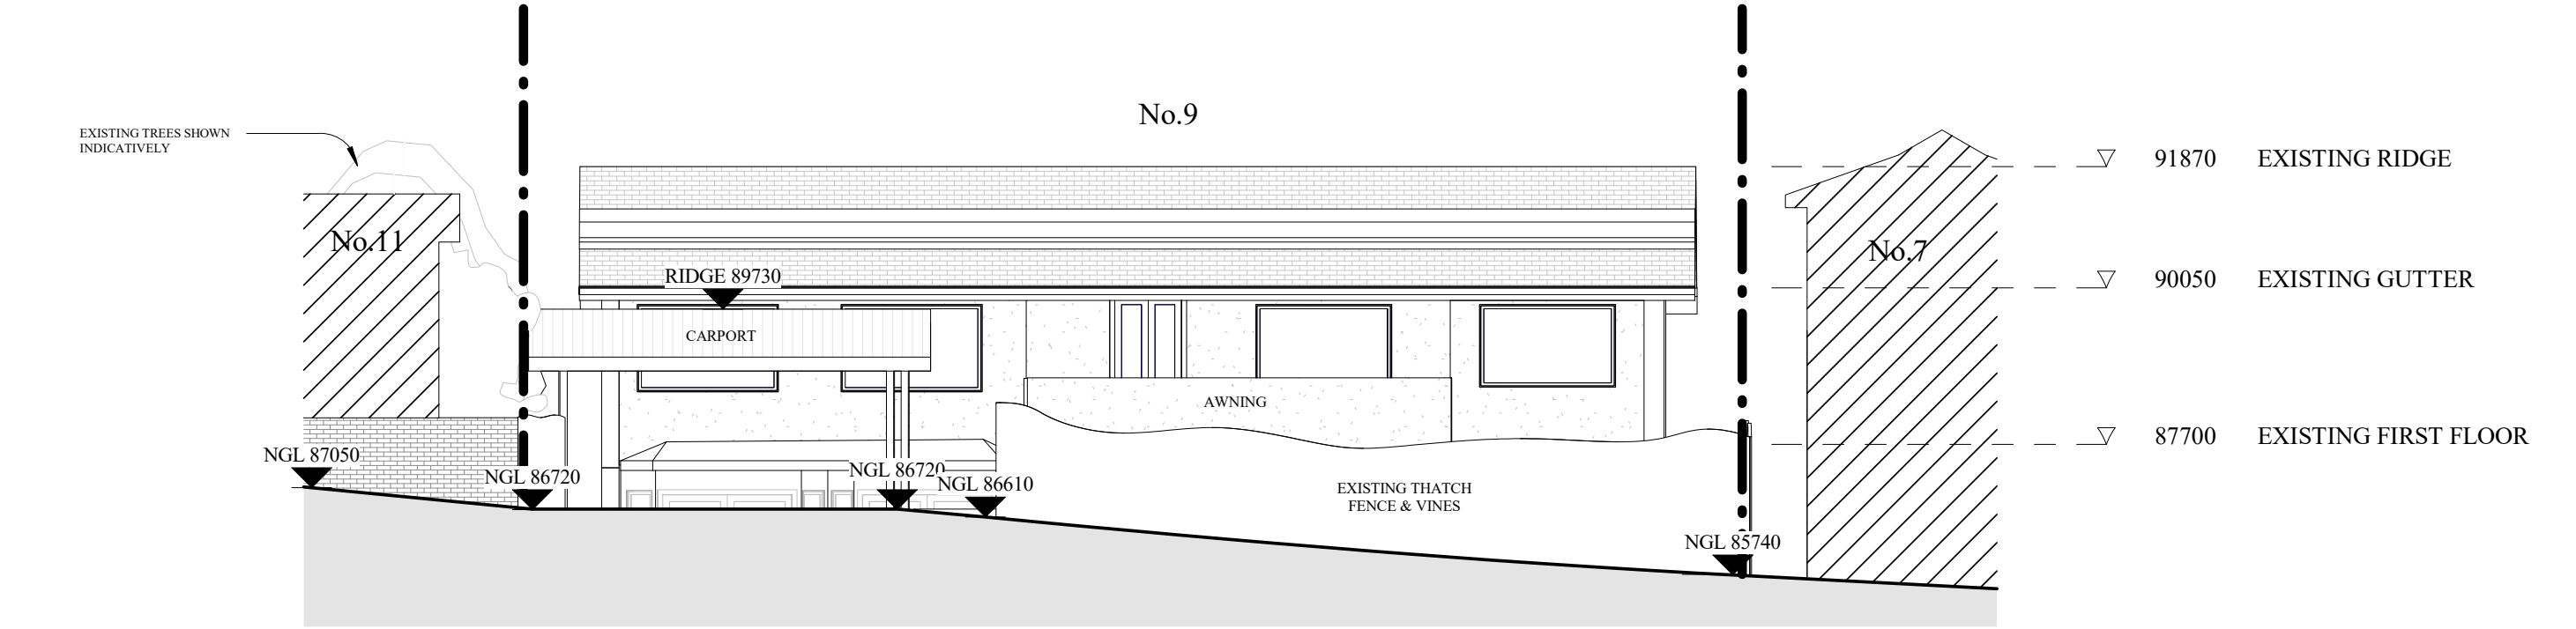 No.9
EXISTING TREES SHOWN
INDICATIVELY
91870 EXISTING RIDGE
No.11
No.7
RIDGE 89730
90050 EXISTING GUTTER
CARPORT
AWNING
87700 EXISTING FIRST FLOOR
NGL 87050
NGL 86720
NGL 86720
NGL 86610
EXISTING THATCH
FENCE & VINES
NGL 85740